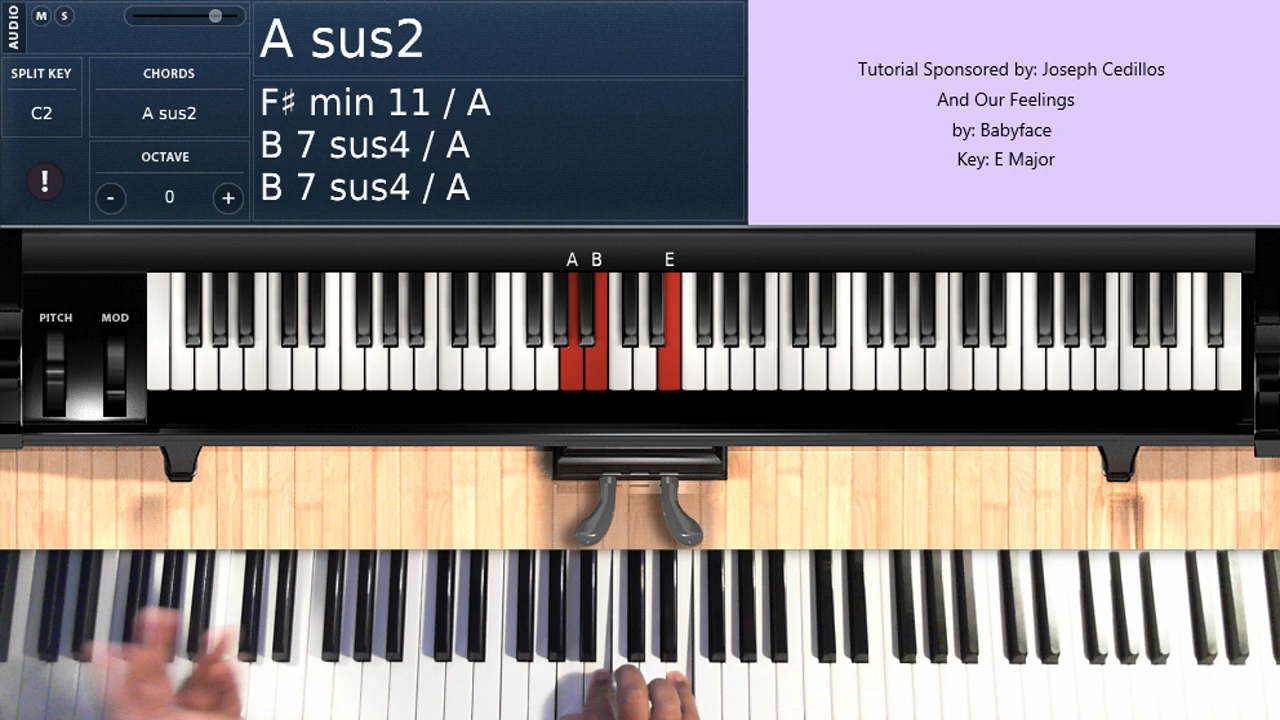 AUDIO
M S
SPLIT KEY
C2
!
CHORDS
A sus2
OCTAVE
- 0 +
A sus2
F♯ min 11 / A
B 7 sus4 / A
B 7 sus4 / A
Tutorial Sponsored by: Joseph Cedillos
And Our Feelings
by: Babyface
Key: E Major
A B E
PITCH MOD